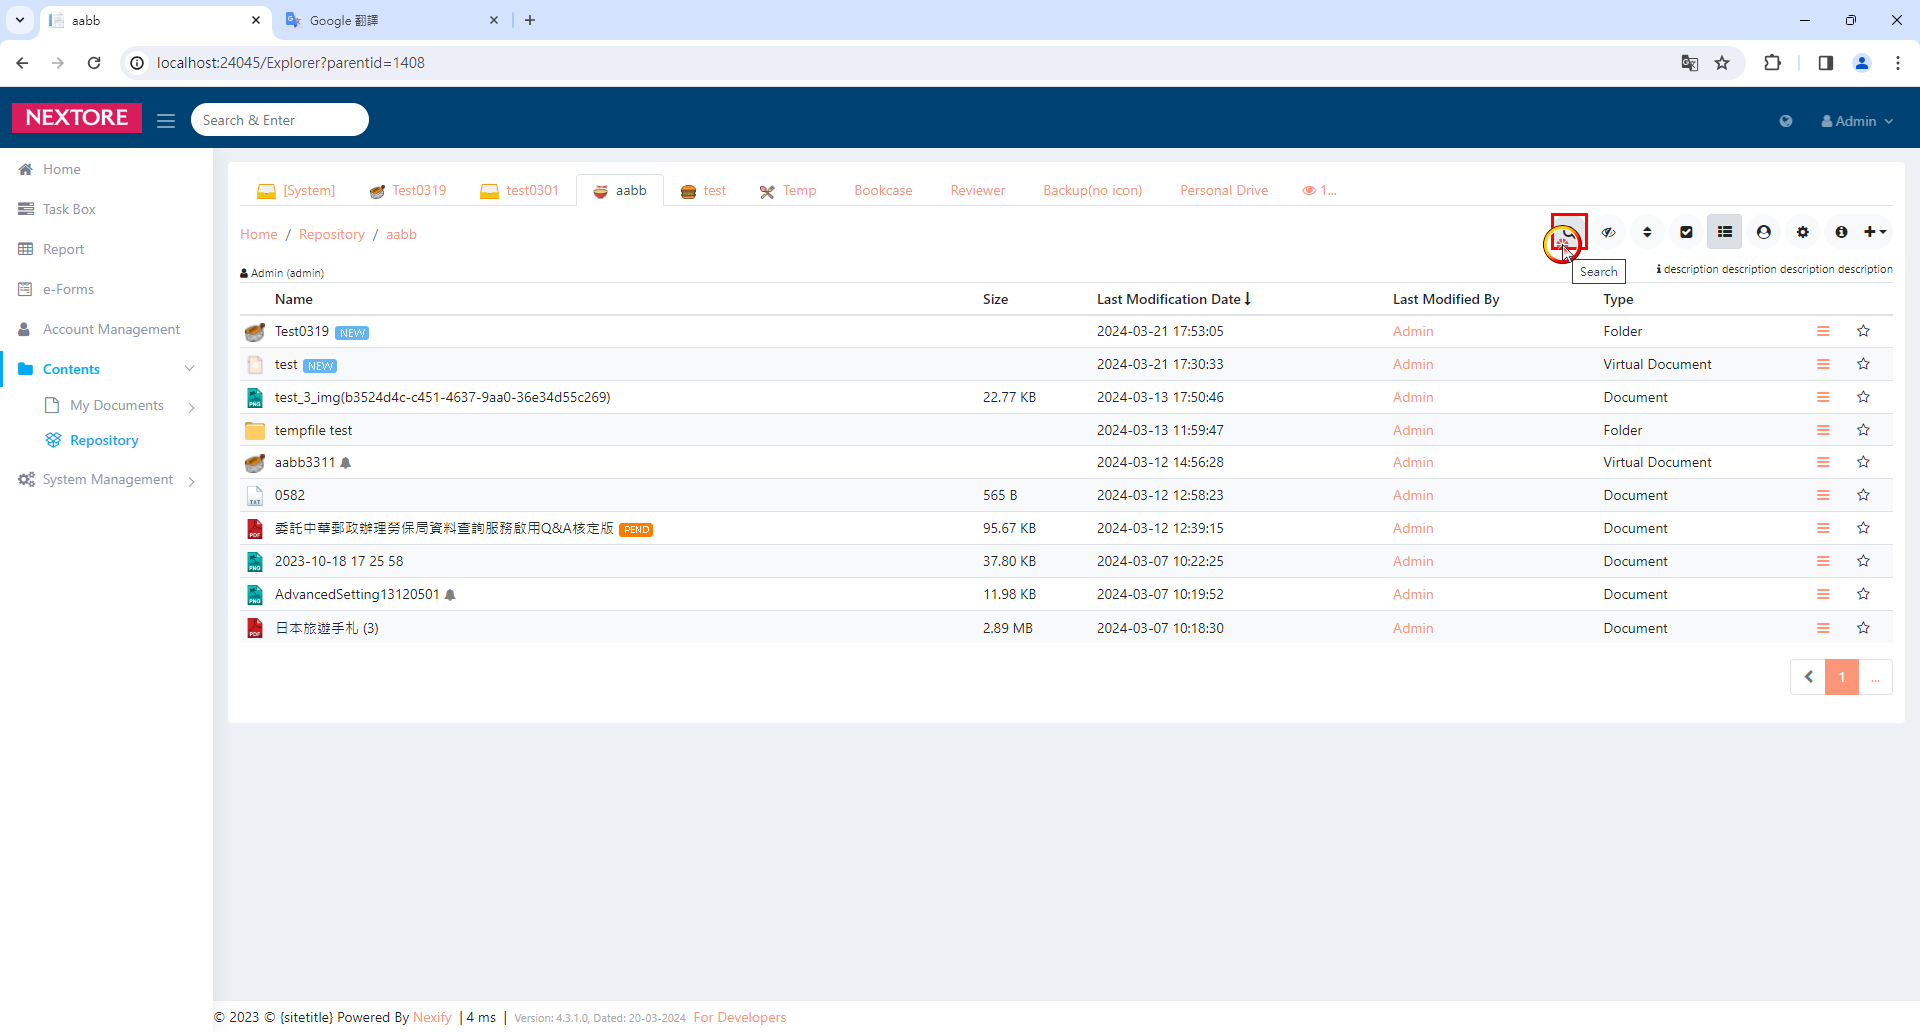 aabb
Google 翻譯
localhost:24045/Explorer?parentid=1408
NEXTORE
Search & Enter
Admin
Home
Task Box
Report
e-Forms
Account Management
Contents
My Documents
Repository
System Management
[System]
Test0319
test0301
aabb
test
Temp
Bookcase
Reviewer
Backup(no icon)
Personal Drive
1...
Home / Repository / aabb
Search
Admin (admin)
description description description description
Name Size Last Modification Date Last Modified By Type
Test0319 NEW 2024-03-21 17:53:05 Admin Folder
test NEW 2024-03-21 17:30:33 Admin Virtual Document
test_3_img(b3524d4c-c451-4637-9aa0-36e34d55c269) 22.77 KB 2024-03-13 17:50:46 Admin Document
tempfile test 2024-03-13 11:59:47 Admin Folder
aabb3311 2024-03-12 14:56:28 Admin Virtual Document
0582 565 B 2024-03-12 12:58:23 Admin Document
委託中華郵政辦理勞保局資料查詢服務啟用Q&A核定版 PEND 95.67 KB 2024-03-12 12:39:15 Admin Document
2023-10-18 17 25 58 37.80 KB 2024-03-07 10:22:25 Admin Document
AdvancedSetting13120501 11.98 KB 2024-03-07 10:19:52 Admin Document
日本旅遊手札 (3) 2.89 MB 2024-03-07 10:18:30 Admin Document
1 ...
© 2023 © {sitetitle} Powered By Nexify | 4 ms | Version: 4.3.1.0, Dated: 20-03-2024 For Developers